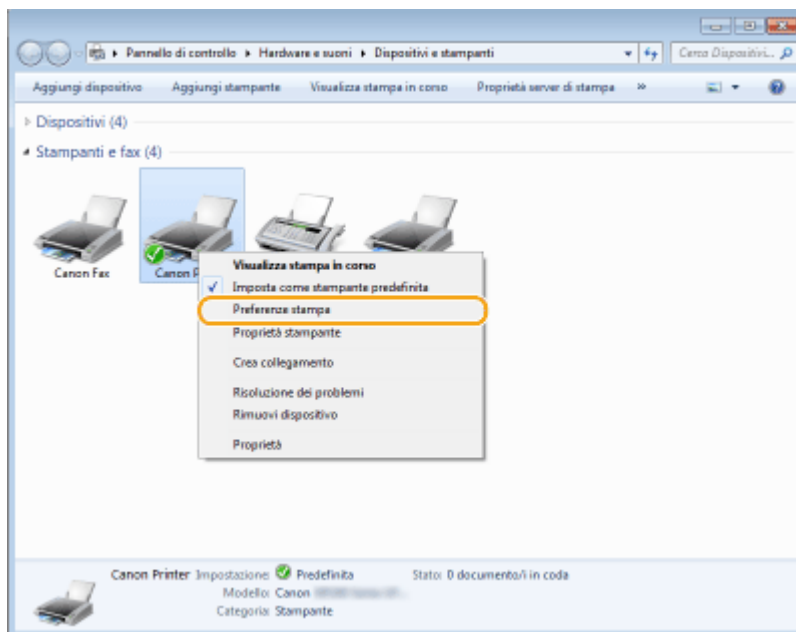 Pannello di controllo Hardware e suoni Dispositivi e stampanti Cerca Dispositivi...
Aggiungi dispositivo Aggiungi stampante Visualizza stampa in corso Proprietà server di stampa »
Dispositivi (4)
Stampanti e fax (4)
Canon Fax Canon P
Visualizza stampa in corso
Imposta come stampante predefinita
Preferenze stampa
Proprietà stampante
Crea collegamento
Risoluzione dei problemi
Rimuovi dispositivo
Proprietà
Canon Printer Impostazione: Predefinita Stato: 0 documento/i in coda
Modello: Canon
Categoria: Stampante